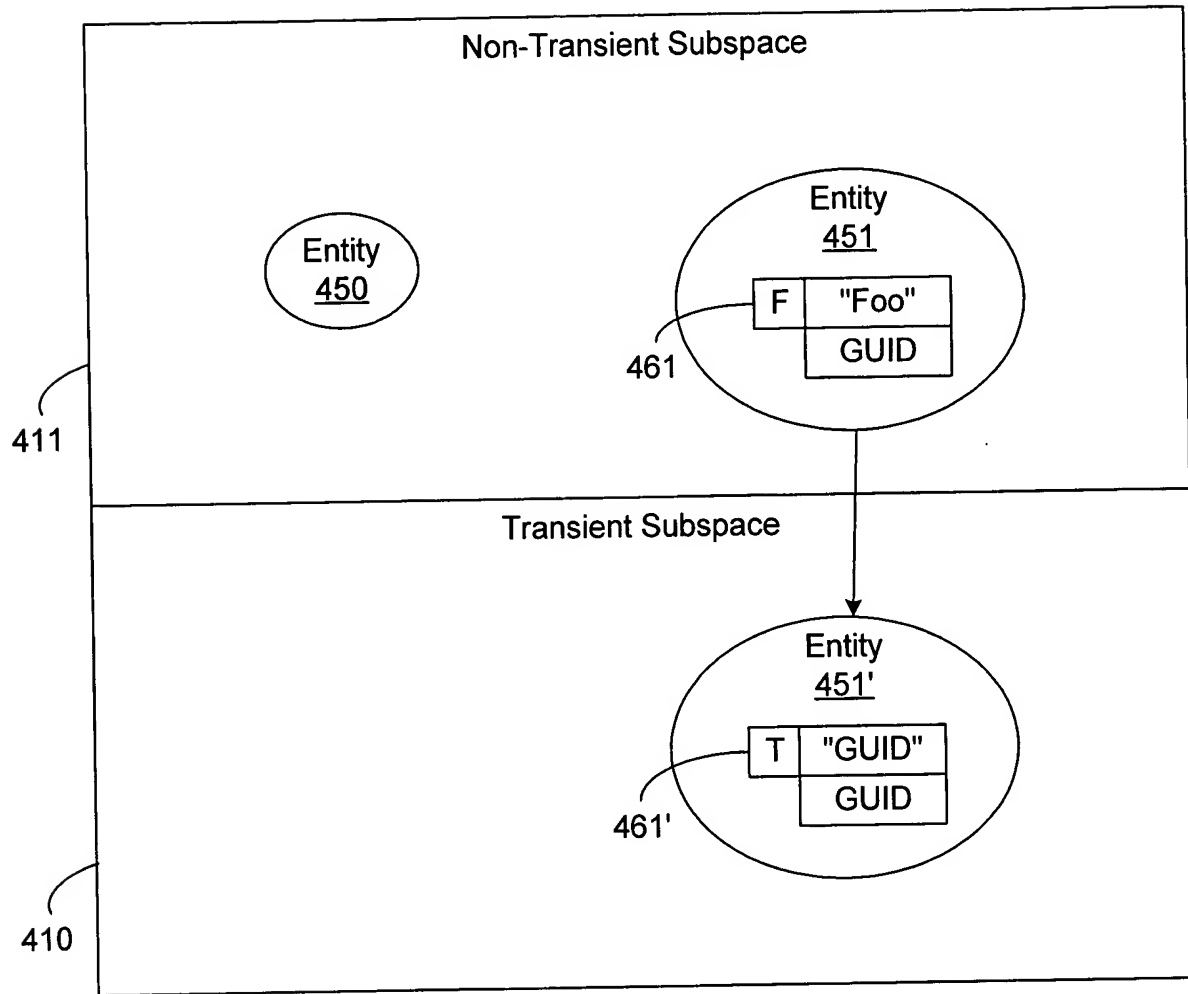 Non-Transient Subspace
Entity
450
Entity
451
F
"Foo"
GUID
461
411
Transient Subspace
Entity
451'
T
"GUID"
GUID
461'
410